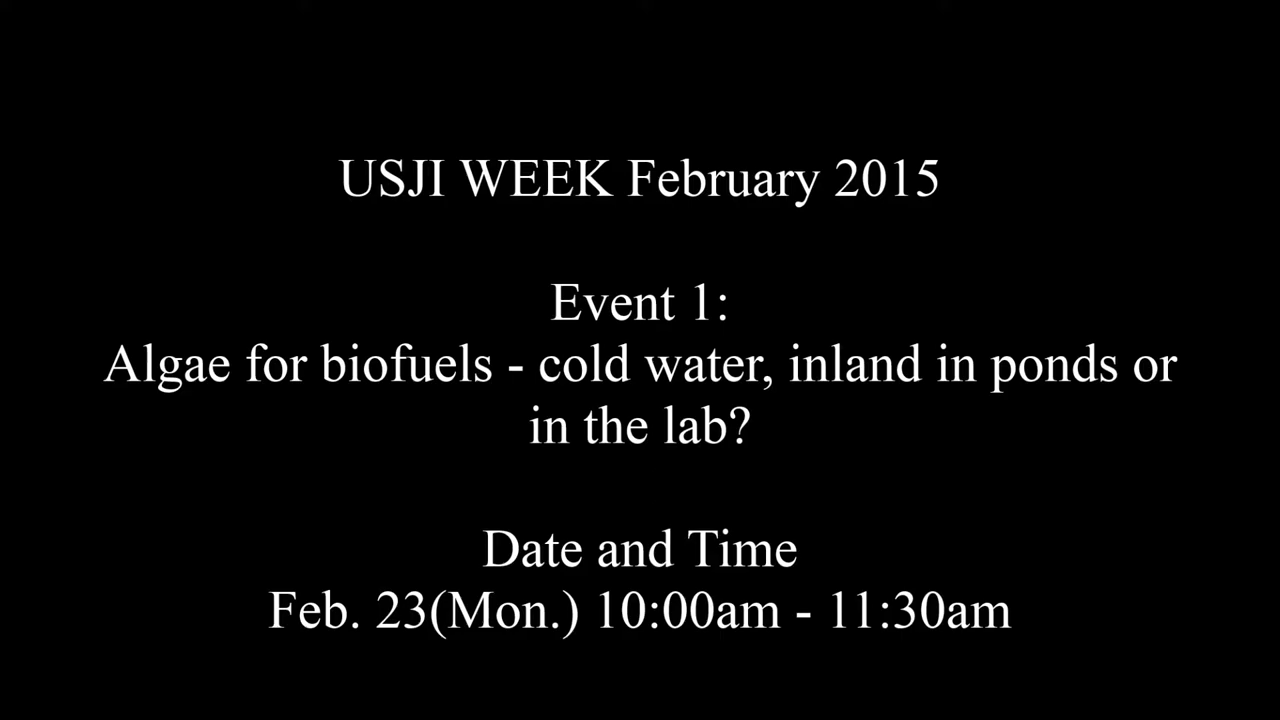 USJI WEEK February 2015
Event 1:
Algae for biofuels - cold water, inland in ponds or
in the lab?
Date and Time
Feb. 23(Mon.) 10:00am - 11:30am